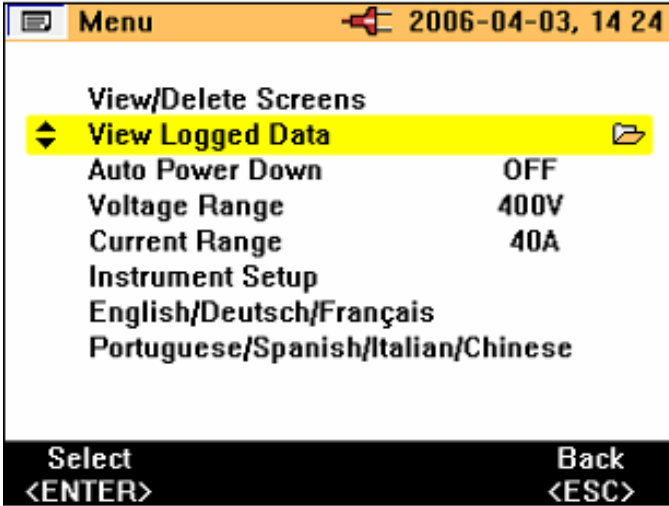 Menu 2006-04-03, 14 24
View/Delete Screens
View Logged Data
Auto Power Down OFF
Voltage Range 400V
Current Range 40A
Instrument Setup
English/Deutsch/Français
Portuguese/Spanish/Italian/Chinese
Select Back
<ENTER> <ESC>